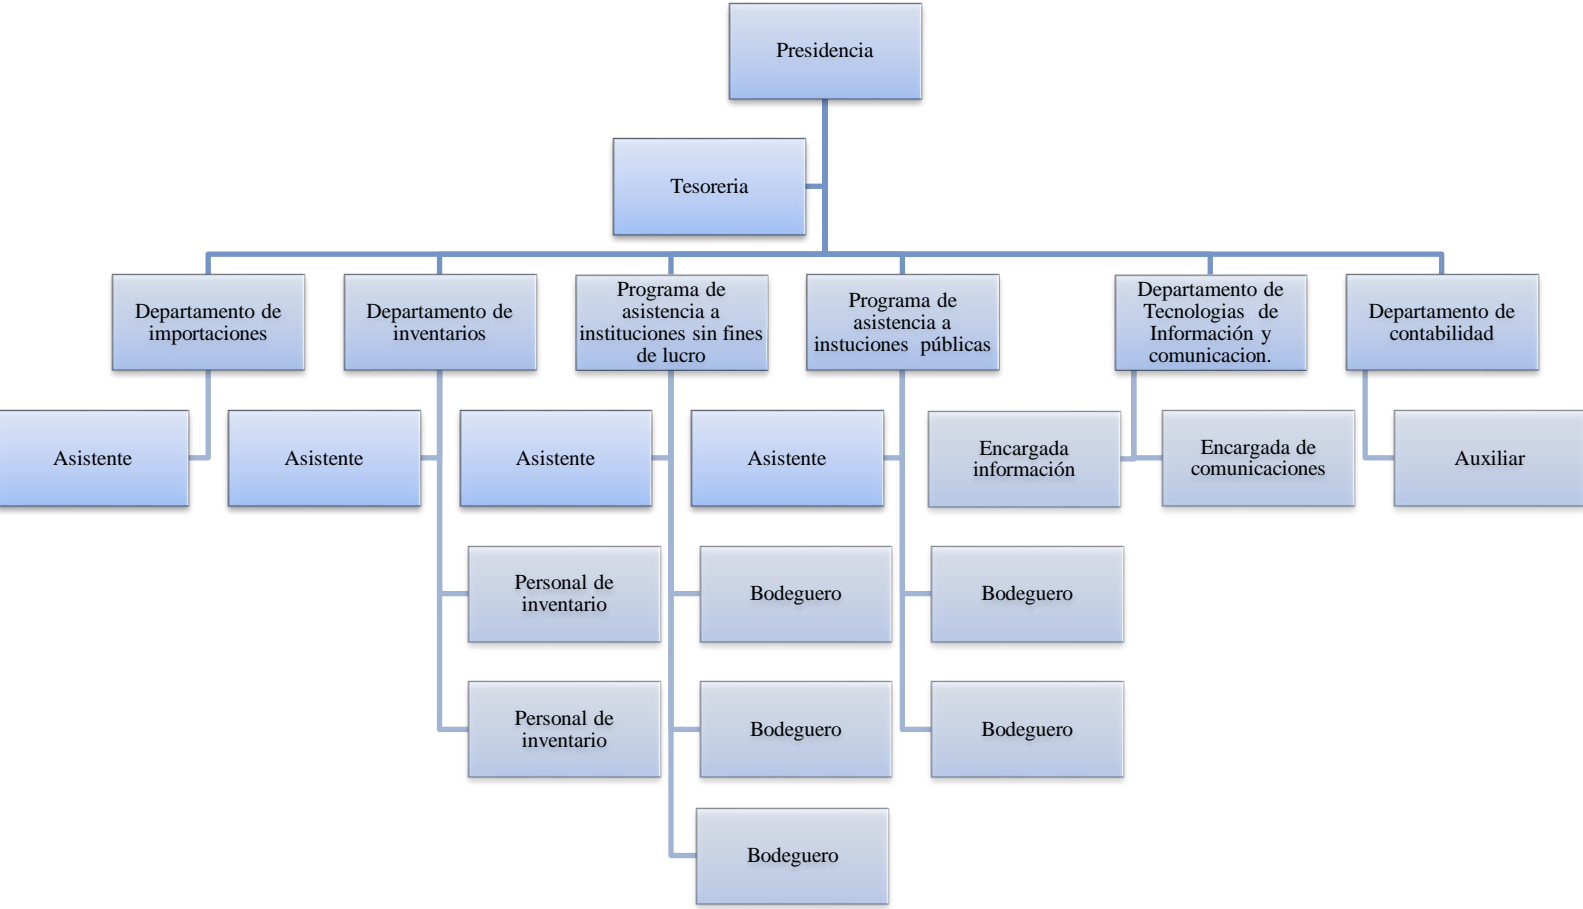 Presidencia
Tesoreria
Departamento de
importaciones
Departamento de
inventarios
Programa de
asistencia a
instituciones sin fines
de lucro
Programa de
asistencia a
instuciones públicas
Departamento de
Tecnologias de
Información y
comunicacion.
Departamento de
contabilidad
Asistente
Asistente
Asistente
Asistente
Encargada
información
Encargada de
comunicaciones
Auxiliar
Personal de
inventario
Bodeguero
Bodeguero
Personal de
inventario
Bodeguero
Bodeguero
Bodeguero